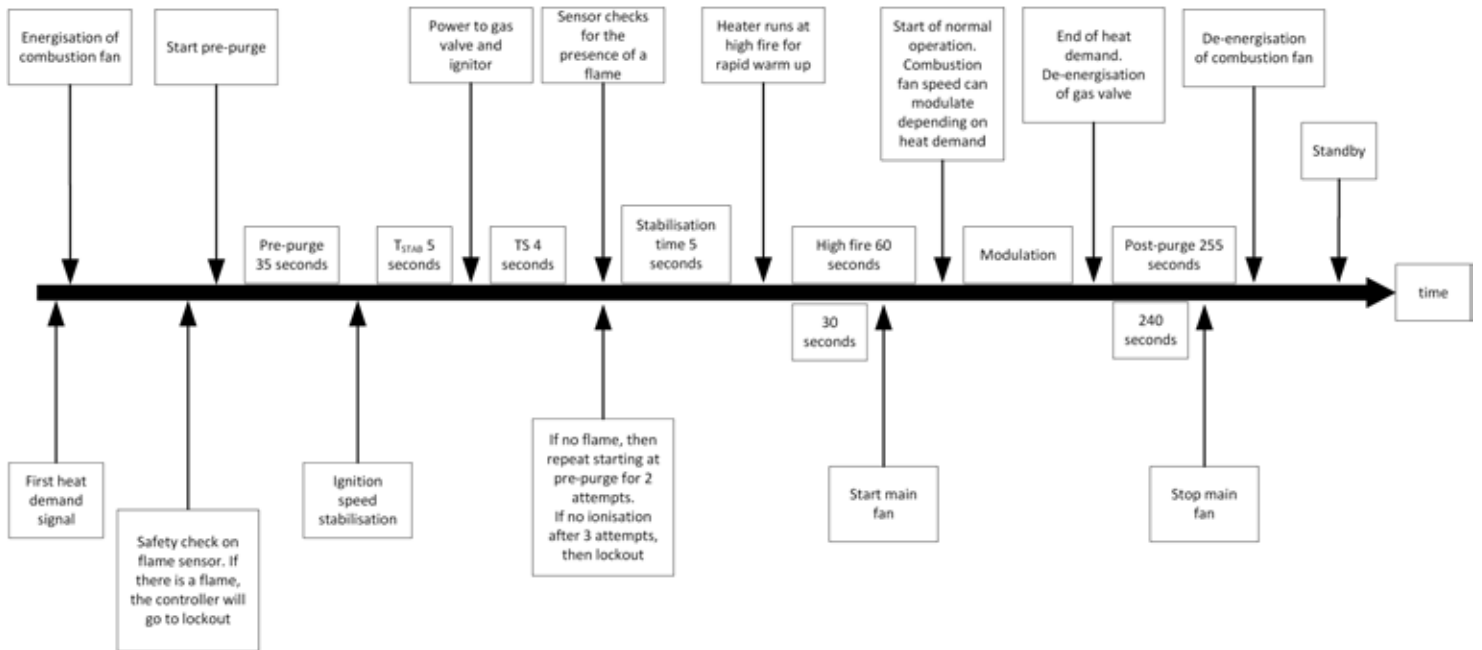 Energisation of
combustion fan
Start pre-purge
Power to gas
valve and
ignitor
Sensor checks
for the
presence of a
flame
Heater runs at
high fire for
rapid warm up
Start of normal
operation.
Combustion
fan speed can
modulate
depending on
heat demand
End of heat
demand.
De-energisation
of gas valve
De-energisation
of combustion fan
Standby
Pre-purge
35 seconds
TSTAB 5
seconds
TS 4
seconds
Stabilisation
time 5
seconds
High fire 60
seconds
Modulation
Post-purge 255
seconds
time
30
seconds
240
seconds
First heat
demand
signal
Safety check on
flame sensor. If
there is a flame,
the controller will
go to lockout
Ignition
speed
stabilisation
If no flame, then
repeat starting at
pre-purge for 2
attempts.
If no ionisation
after 3 attempts,
then lockout
Start main
fan
Stop main
fan